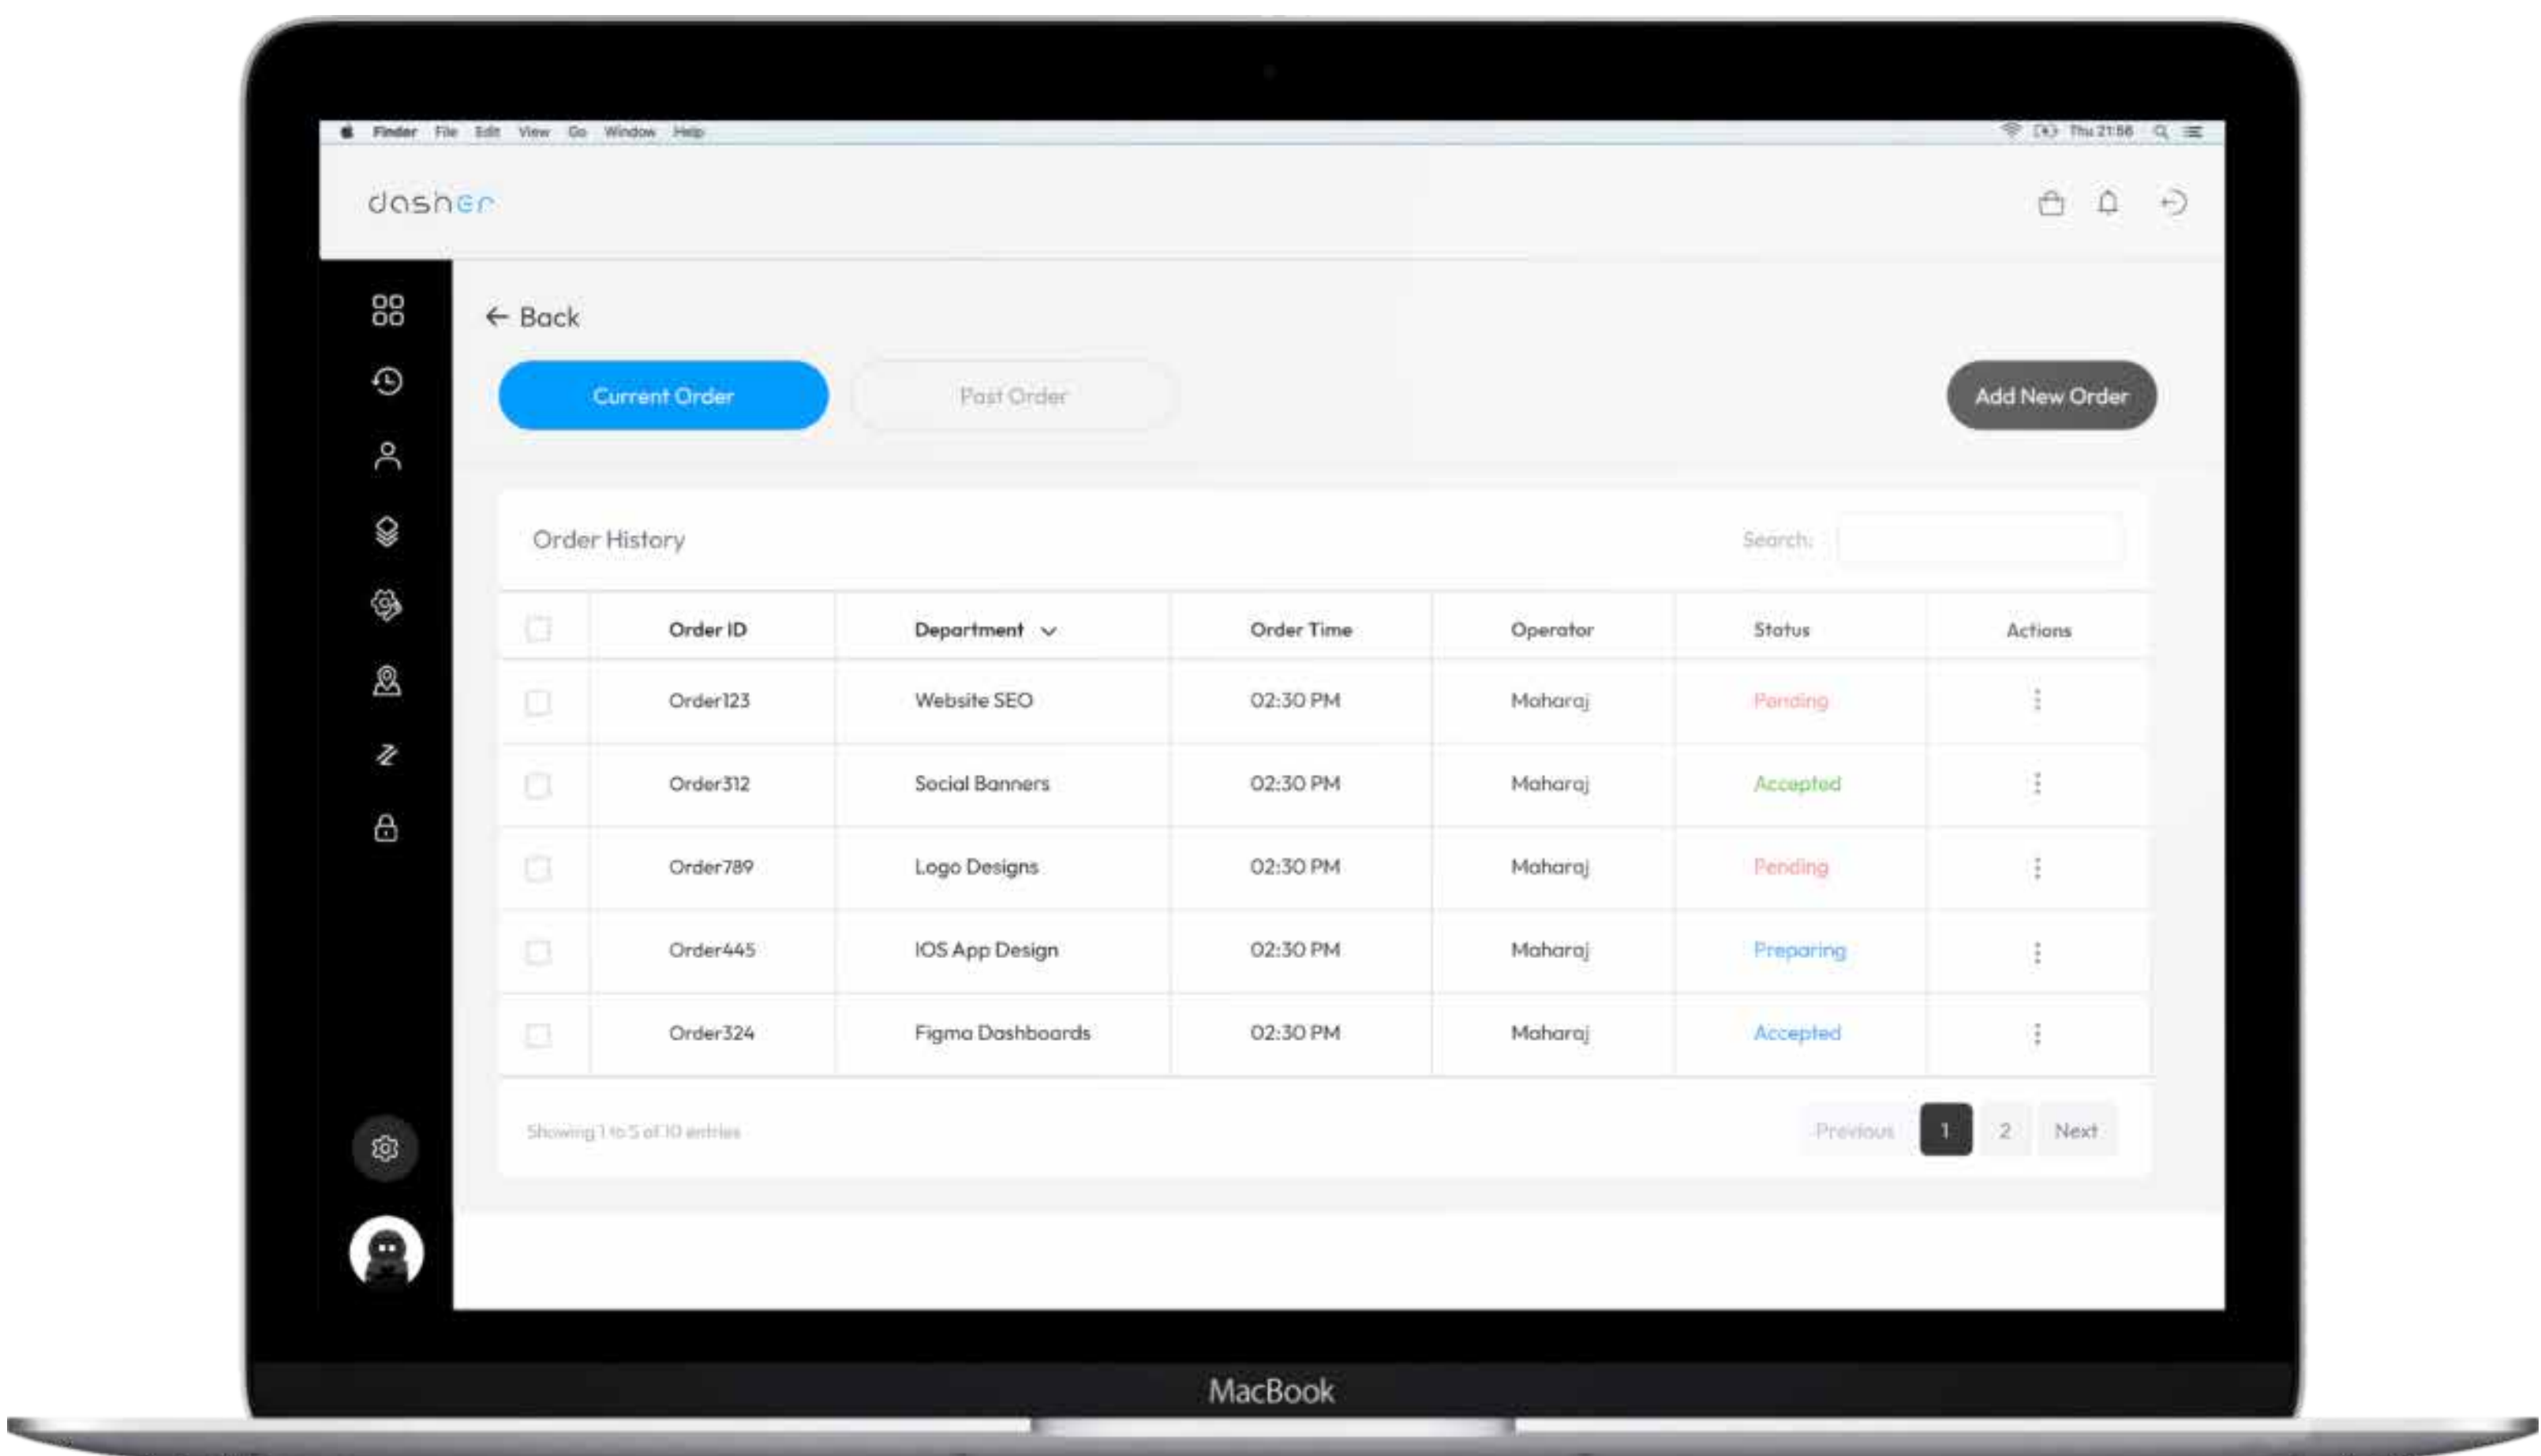 Finder File Edit View Go Window Help Thu 21:56
dasher
← Back
Current Order Past Order Add New Order
Order History Search:
Order ID Department Order Time Operator Status Actions
Order123 Website SEO 02:30 PM Maharaj Pending
Order312 Social Banners 02:30 PM Maharaj Accepted
Order789 Logo Designs 02:30 PM Maharaj Pending
Order445 IOS App Design 02:30 PM Maharaj Preparing
Order324 Figma Dashboards 02:30 PM Maharaj Accepted
Showing 1 to 5 of 10 entries Previous 1 2 Next
MacBook